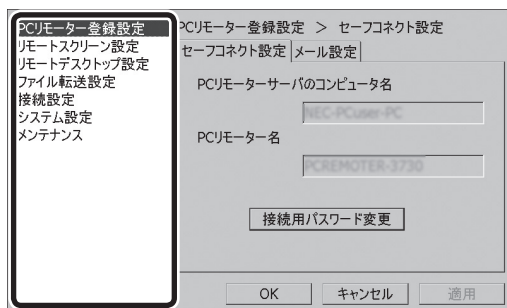 PCリモーター登録設定
リモートスクリーン設定
リモートデスクトップ設定
ファイル転送設定
接続設定
システム設定
メンテナンス
PCリモーター登録設定 ＞ セーフコネクト設定
セーフコネクト設定 メール設定
PCリモーターサーバのコンピュータ名
NEC-PCuser-PC
PCリモーター名
PCREMOTER-3730
接続用パスワード変更
OK キャンセル 適用